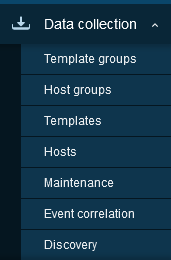 Data collection
Template groups
Host groups
Templates
Hosts
Maintenance
Event correlation
Discovery